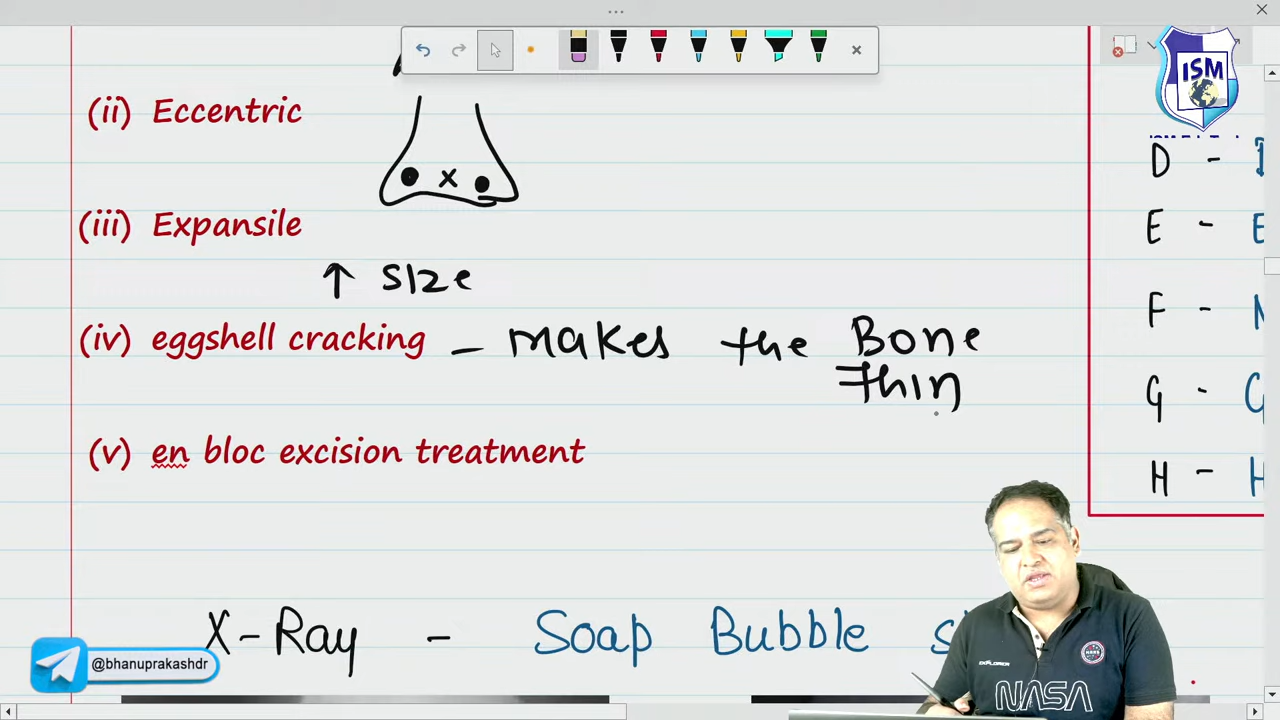 ISM
(ii) Eccentric
D -
x
(iii) Expansile
E -
↑ Size
F -
(iv) eggshell cracking - makes the Bone
Thin
G -
(v) en bloc excision treatment
H -
X-Ray - Soap Bubble
@bhanuprakashdr
EXPLORER
NASA